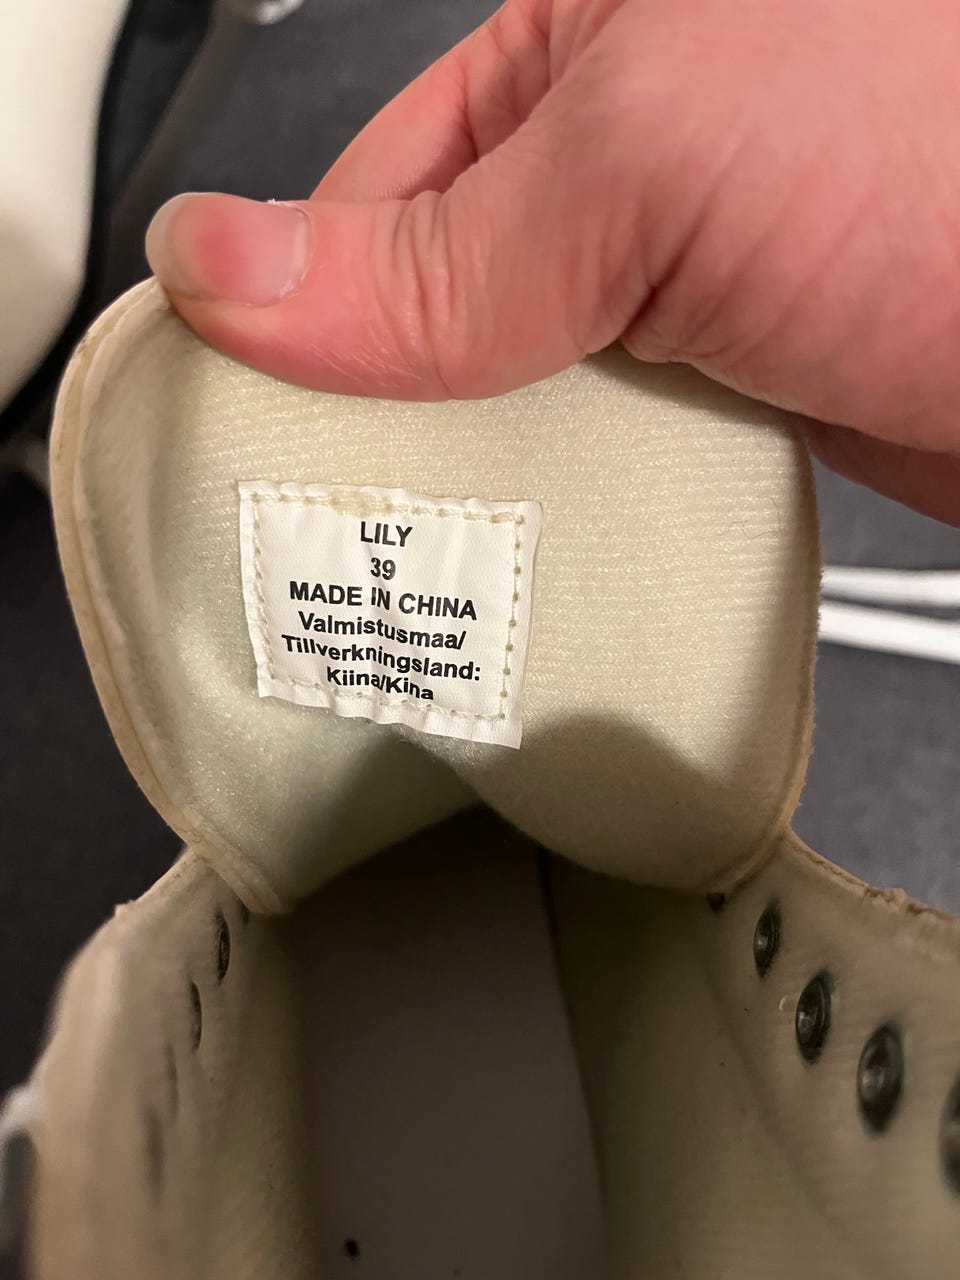 LILY
39
MADE IN CHINA
Valmistusmaa/
Tillverkningsland:
Kiina/Kina